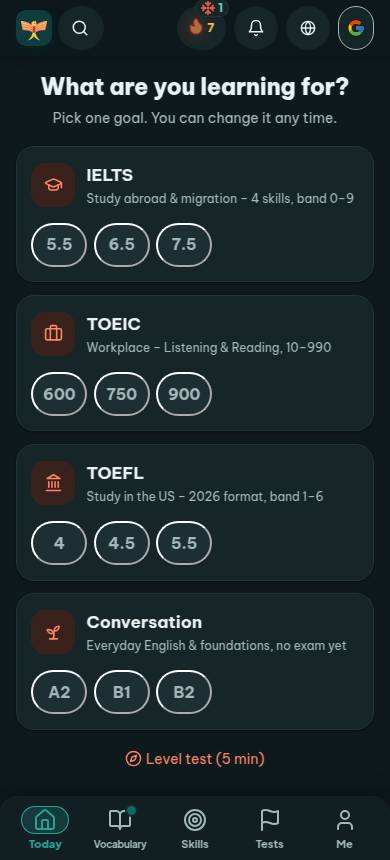 1
7
What are you learning for?
Pick one goal. You can change it any time.
IELTS
Study abroad & migration – 4 skills, band 0–9
5.5 6.5 7.5
TOEIC
Workplace – Listening & Reading, 10–990
600 750 900
TOEFL
Study in the US – 2026 format, band 1–6
4 4.5 5.5
Conversation
Everyday English & foundations, no exam yet
A2 B1 B2
Level test (5 min)
Today Vocabulary Skills Tests Me